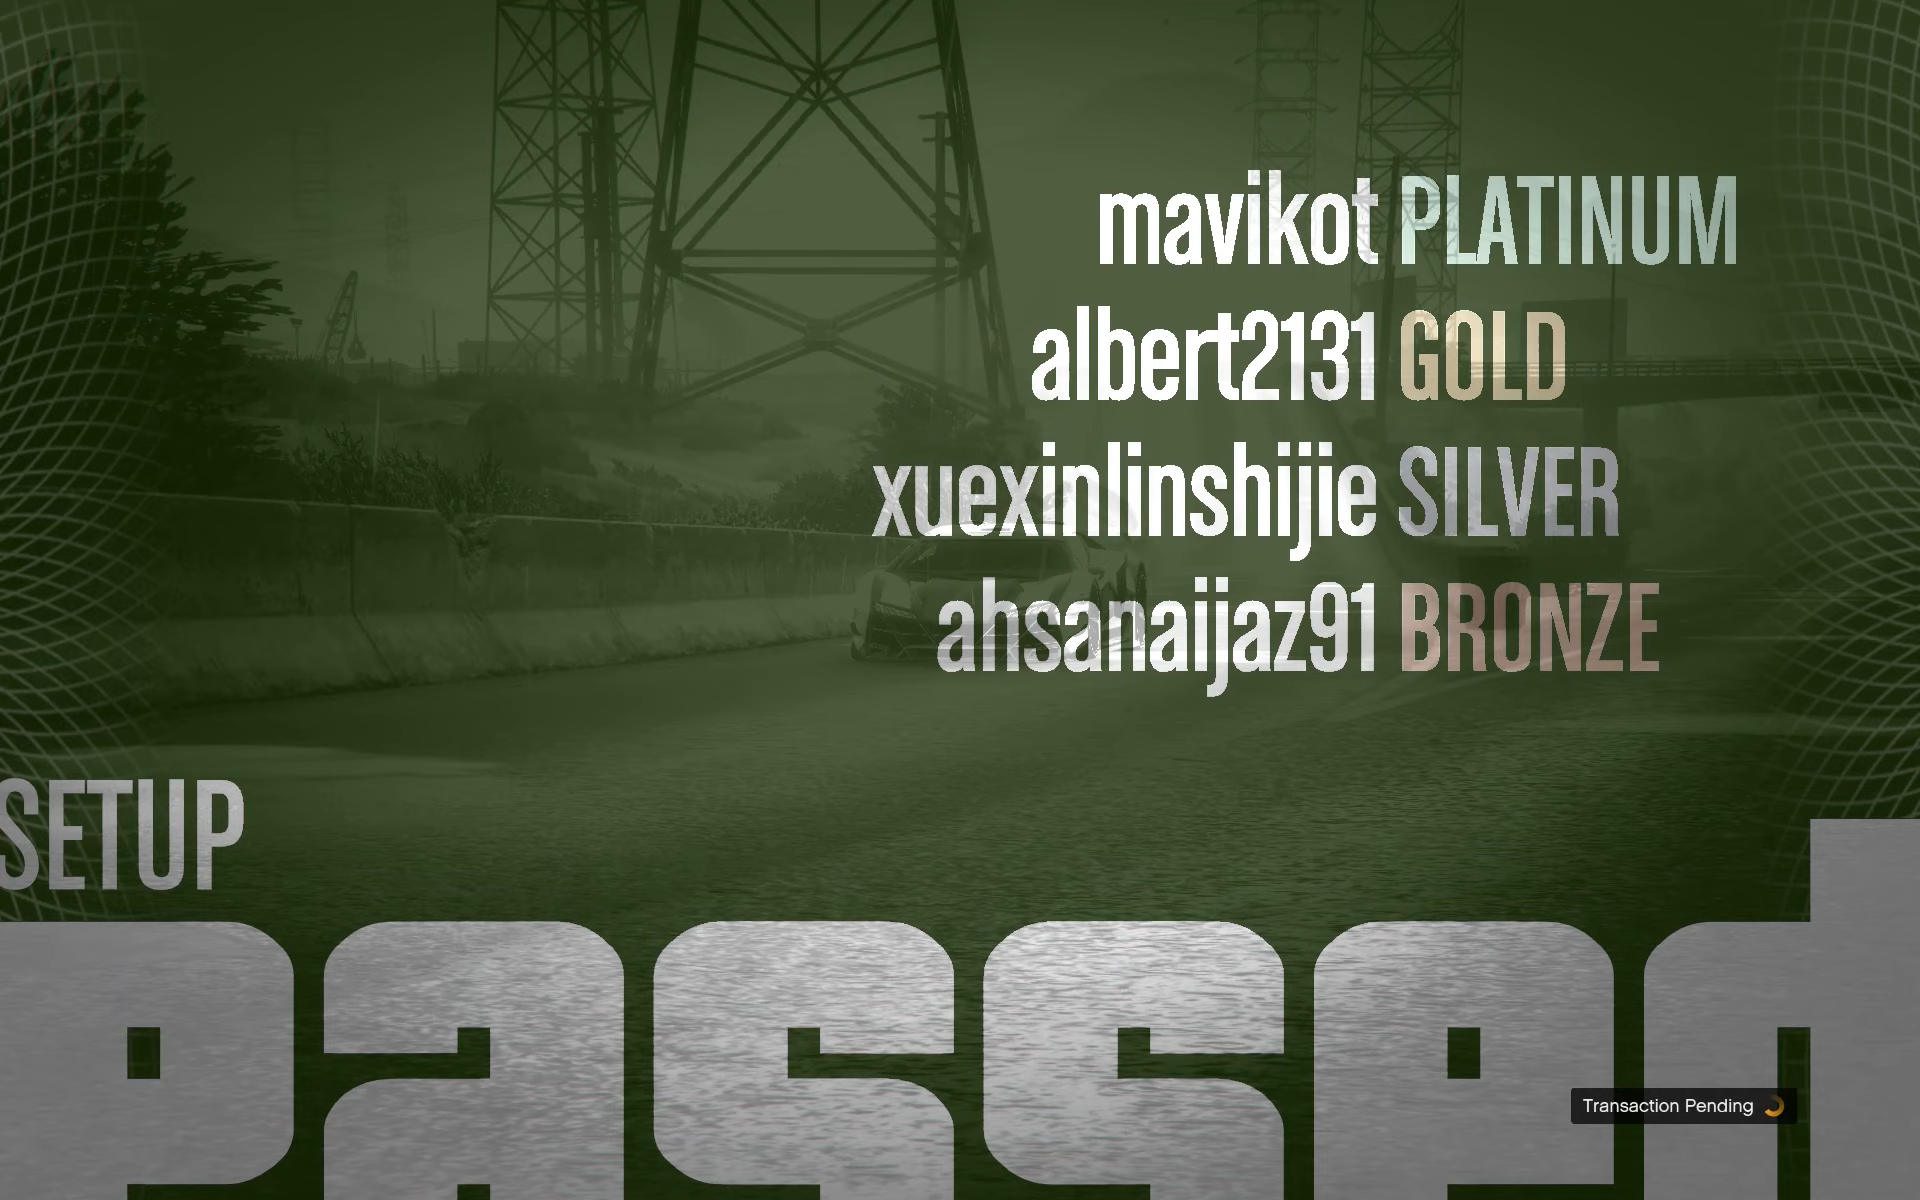 mavikot PLATINUM
albert2131 GOLD
xuexinlinshijie SILVER
ahsanaijaz91 BRONZE
SETUP
passed
Transaction Pending